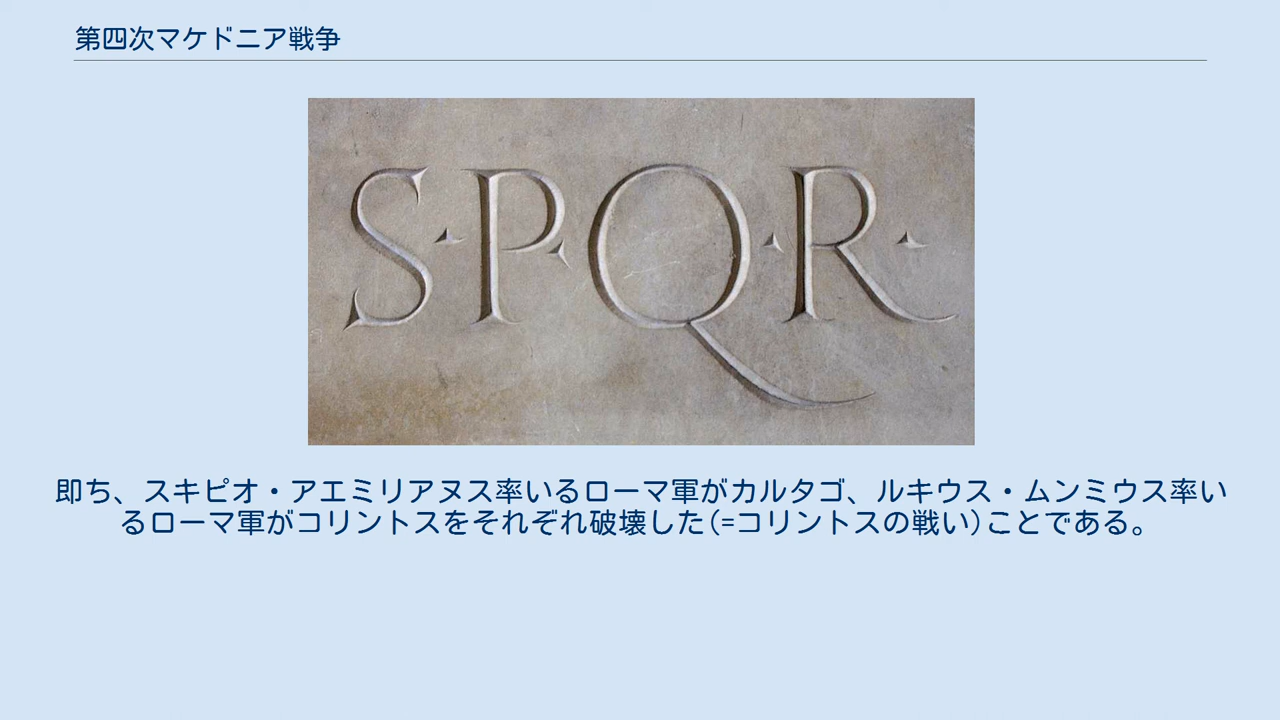 第四次マケドニア戦争
S·P·Q·R·
即ち、スキピオ・アエミリアヌス率いるローマ軍がカルタゴ、ルキウス・ムンミウス率い
るローマ軍がコリントスをそれぞれ破壊した(=コリントスの戦い)ことである。